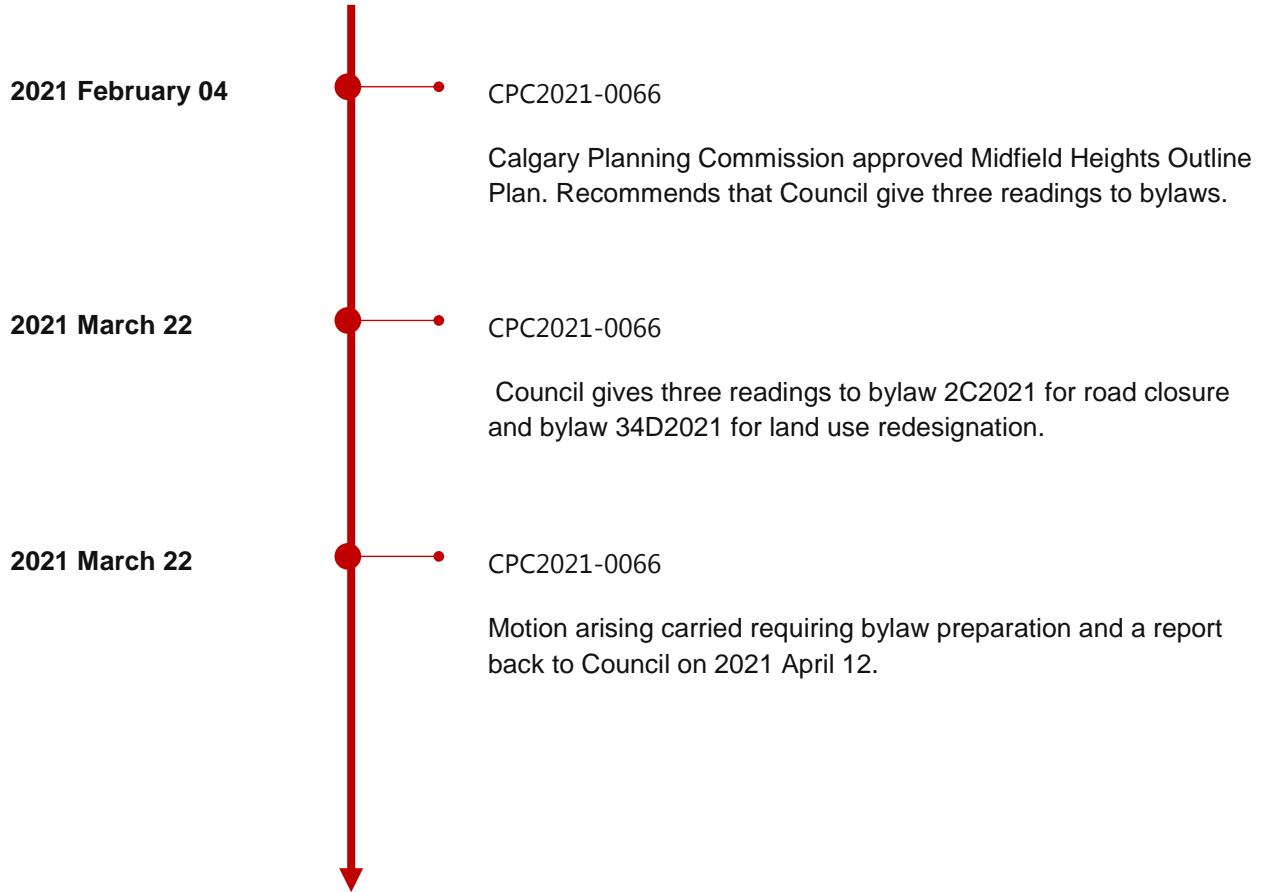 2021 February 04
CPC2021-0066
Calgary Planning Commission approved Midfield Heights Outline
Plan. Recommends that Council give three readings to bylaws.
2021 March 22
CPC2021-0066
Council gives three readings to bylaw 2C2021 for road closure
and bylaw 34D2021 for land use redesignation.
2021 March 22
CPC2021-0066
Motion arising carried requiring bylaw preparation and a report
back to Council on 2021 April 12.